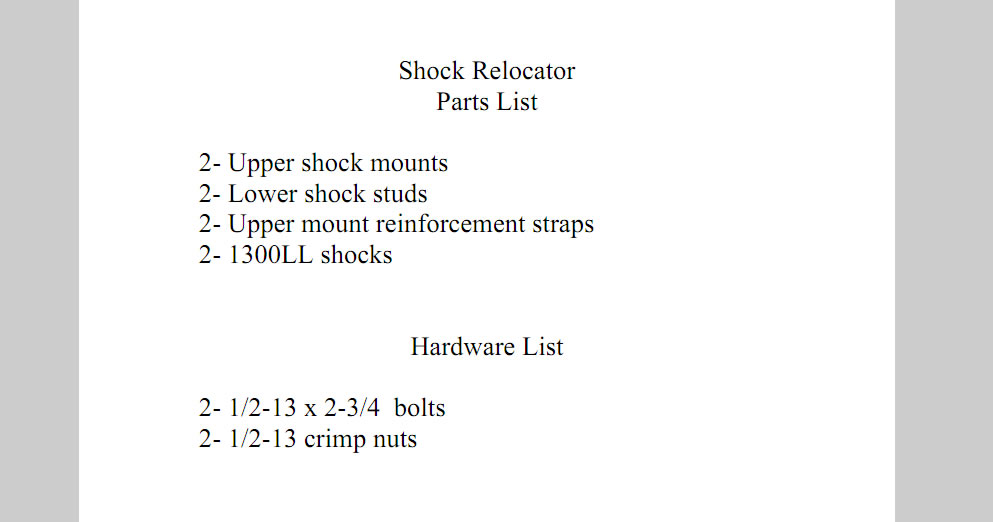 Shock Relocator
Parts List
2- Upper shock mounts
2- Lower shock studs
2- Upper mount reinforcement straps
2- 1300LL shocks
Hardware List
2- 1/2-13 x 2-3/4  bolts
2- 1/2-13 crimp nuts